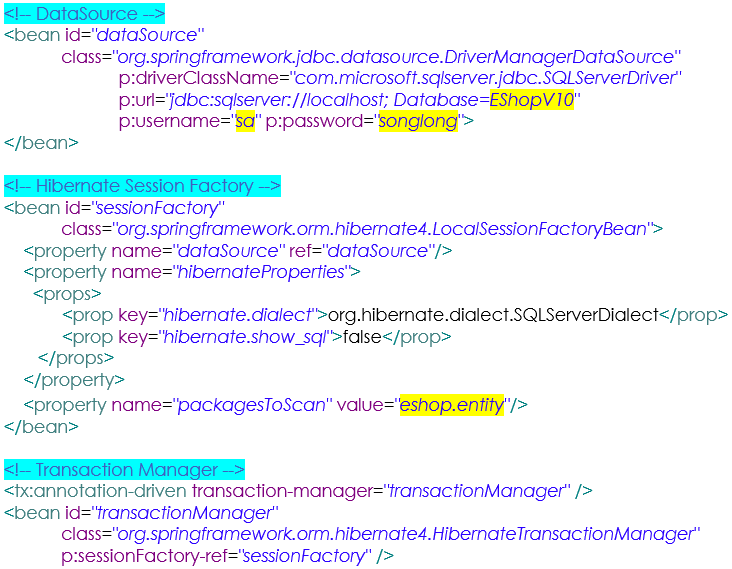 <!-- DataSource -->
<bean id="dataSource"
class="org.springframework.jdbc.datasource.DriverManagerDataSource"
p:driverClassName="com.microsoft.sqlserver.jdbc.SQLServerDriver"
p:url="jdbc:sqlserver://localhost; Database=EShopV10"
p:username="sa" p:password="songlong">
</bean>
<!-- Hibernate Session Factory -->
<bean id="sessionFactory"
class="org.springframework.orm.hibernate4.LocalSessionFactoryBean">
<property name="dataSource" ref="dataSource"/>
<property name="hibernateProperties">
<props>
<prop key="hibernate.dialect">org.hibernate.dialect.SQLServerDialect</prop>
<prop key="hibernate.show_sql">false</prop>
</props>
</property>
<property name="packagesToScan" value="eshop.entity"/>
</bean>
<!-- Transaction Manager -->
<tx:annotation-driven transaction-manager="transactionManager" />
<bean id="transactionManager"
class="org.springframework.orm.hibernate4.HibernateTransactionManager"
p:sessionFactory-ref="sessionFactory" />